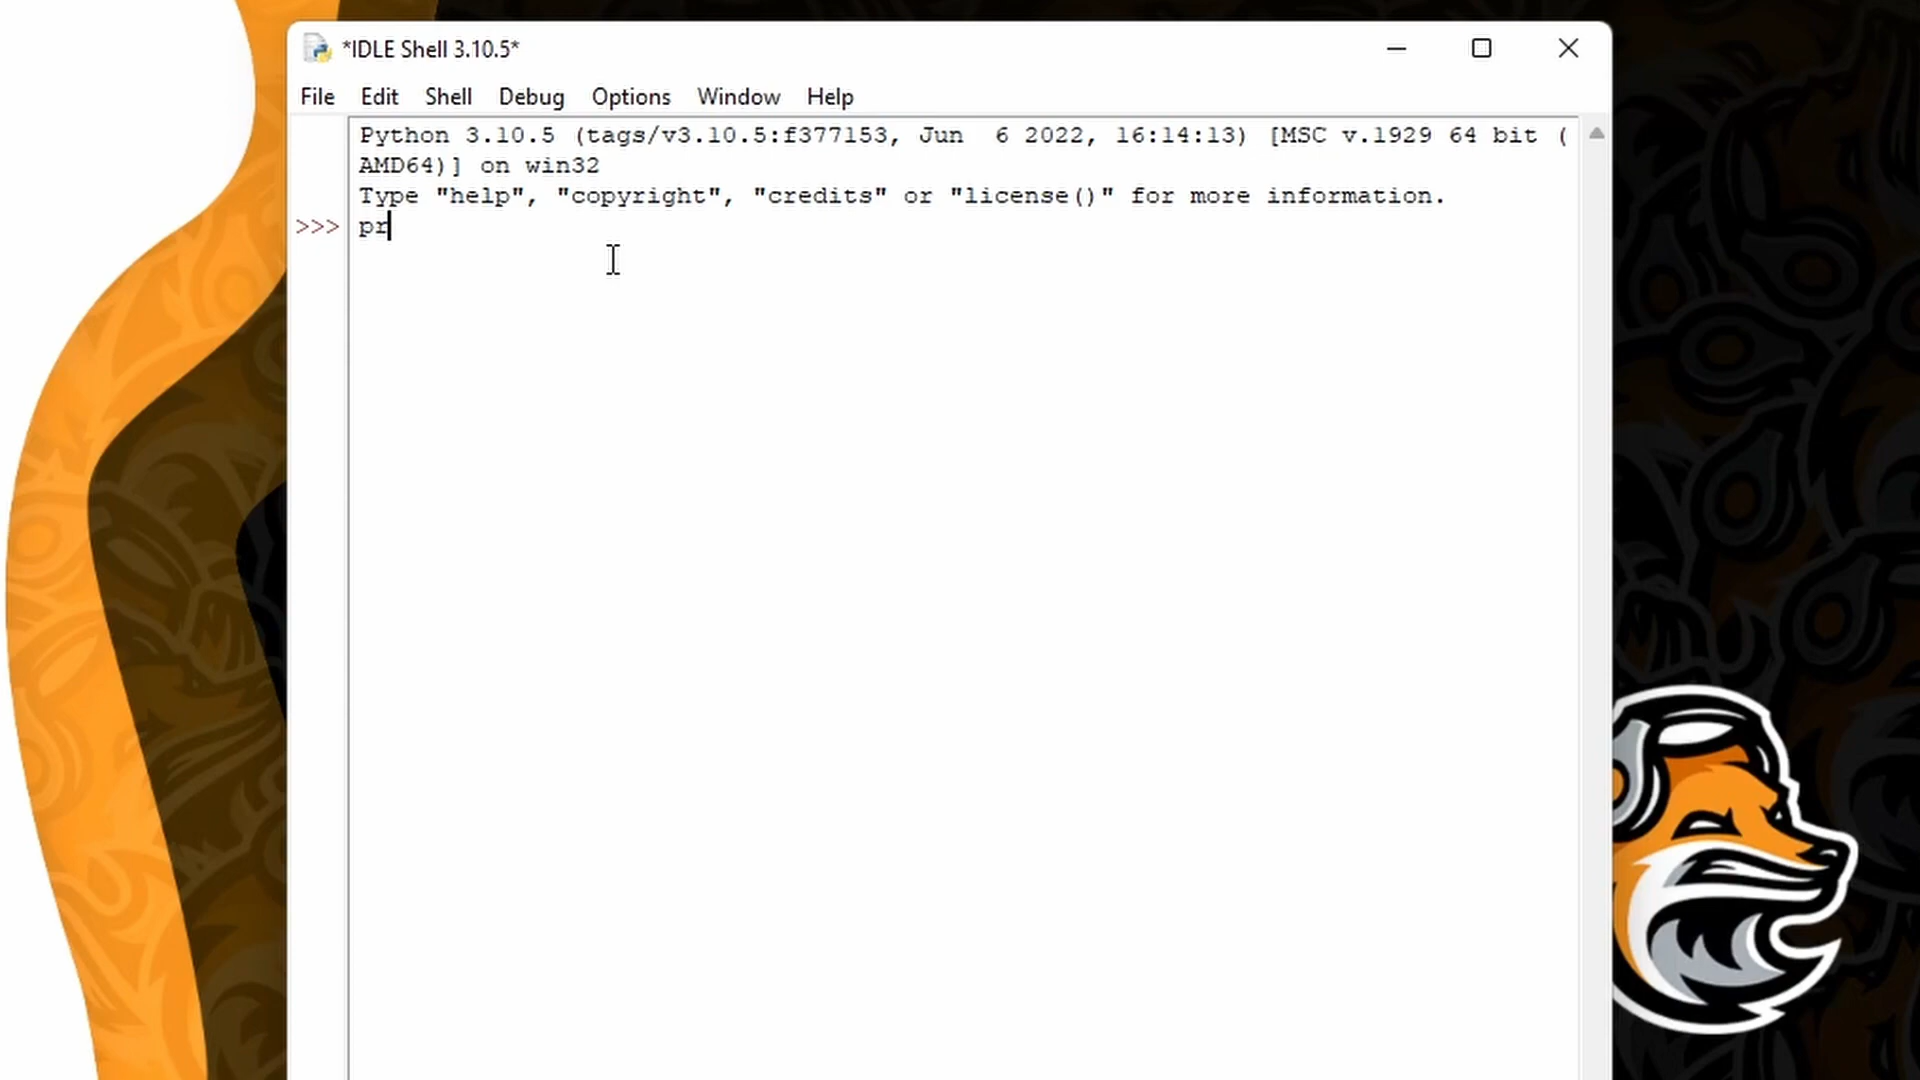 *IDLE Shell 3.10.5*
File Edit Shell Debug Options Window Help
Python 3.10.5 (tags/v3.10.5:f377153, Jun  6 2022, 16:14:13) [MSC v.1929 64 bit (
AMD64)] on win32
Type "help", "copyright", "credits" or "license()" for more information.
>>> pr